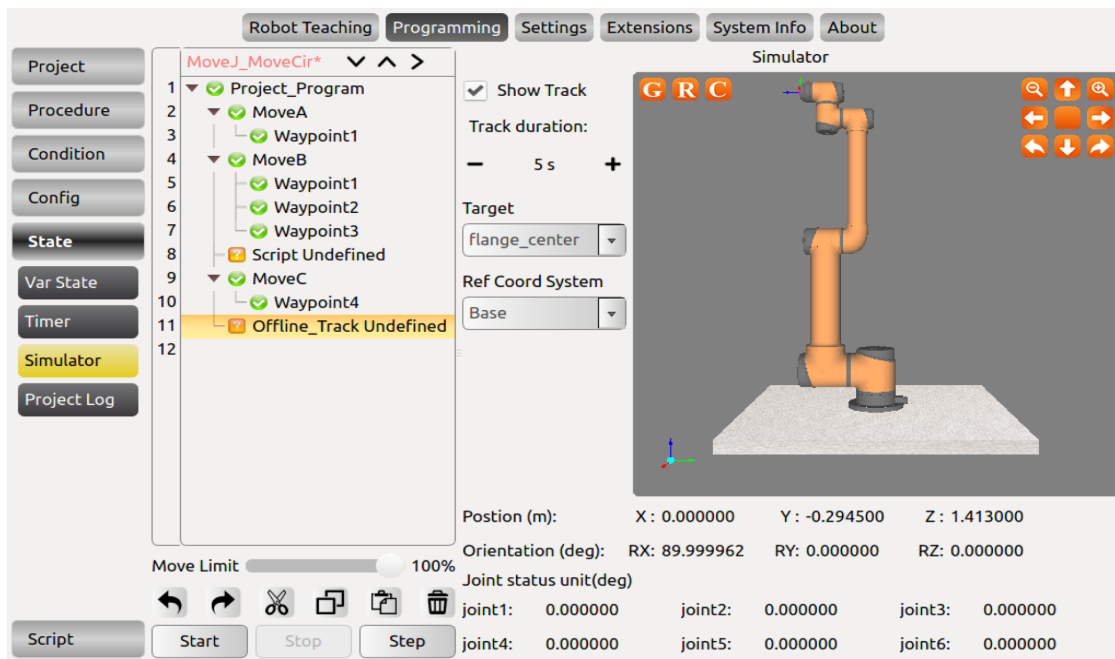 Robot Teaching Programming Settings Extensions System Info About
Project
Procedure
Condition
Config
State
Var State
Timer
Simulator
Project Log
Script
MoveJ_MoveCir*
1 Project_Program
2 MoveA
3 Waypoint1
4 MoveB
5 Waypoint1
6 Waypoint2
7 Waypoint3
8 ? Script Undefined
9 MoveC
10 Waypoint4
11 ? Offline_Track Undefined
12
Move Limit 100%
Start Stop Step
Show Track
Track duration:
− 5 s +
Target
flange_center
Ref Coord System
Base
Simulator
G R C
Postion (m): X : 0.000000 Y : -0.294500 Z : 1.413000
Orientation (deg): RX: 89.999962 RY: 0.000000 RZ: 0.000000
Joint status unit(deg)
joint1: 0.000000 joint2: 0.000000 joint3: 0.000000
joint4: 0.000000 joint5: 0.000000 joint6: 0.000000